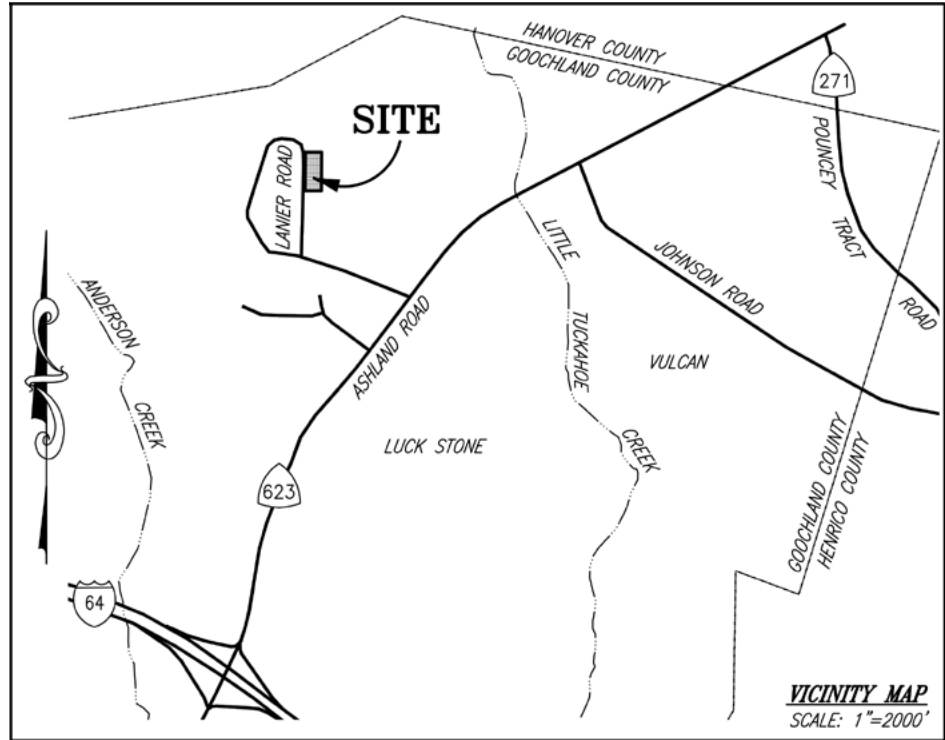 HANOVER COUNTY
GOOCHLAND COUNTY
271
POUNCEY
TRACT
ROAD
SITE
LANIER ROAD
LITTLE
TUCKAHOE
CREEK
JOHNSON ROAD
ANDERSON
CREEK
ASHLAND ROAD
VULCAN
LUCK STONE
623
GOOCHLAND COUNTY
HENRICO COUNTY
64
VICINITY MAP
SCALE: 1"=2000'